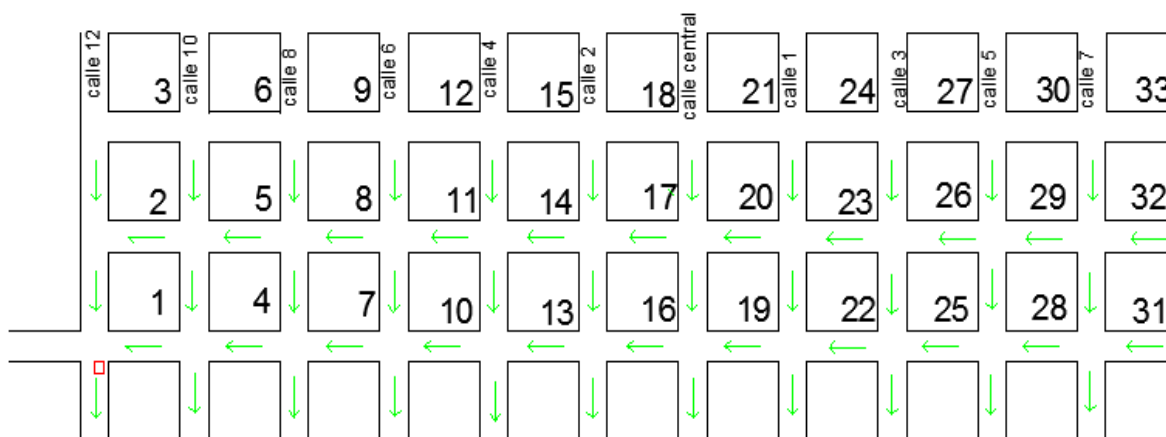 calle 12
calle 10
calle 8
calle 6
calle 4
calle 2
calle central
calle 1
calle 3
calle 5
calle 7
3 6 9 12 15 18 21 24 27 30 33
2 5 8 11 14 17 20 23 26 29 32
1 4 7 10 13 16 19 22 25 28 31